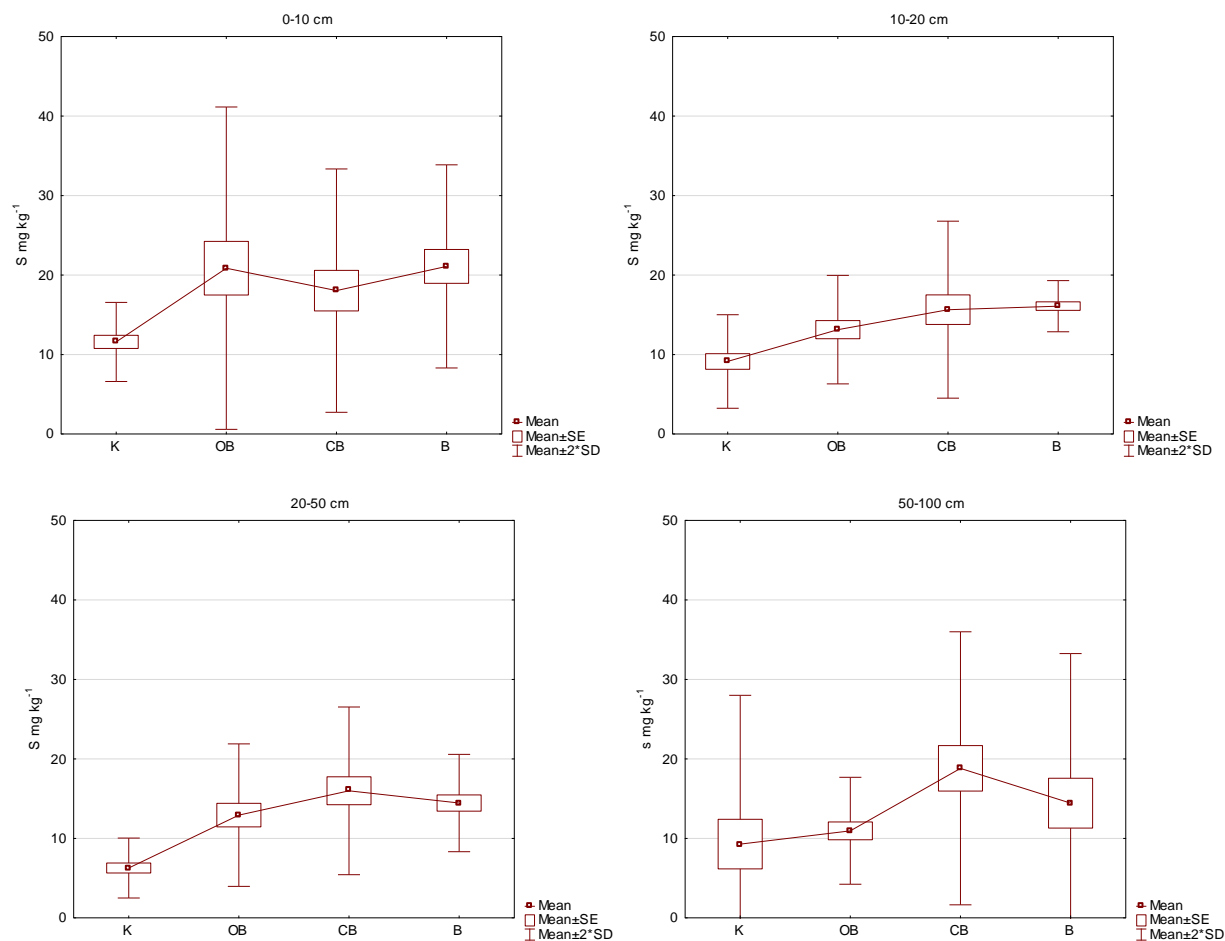 0-10 cm
50
40
30
20
10
0
S mg kg-1
K OB CB B
Mean
Mean±SE
Mean±2*SD
10-20 cm
50
40
30
20
10
0
S mg kg-1
K OB CB B
Mean
Mean±SE
Mean±2*SD
20-50 cm
50
40
30
20
10
0
S mg kg-1
K OB CB B
Mean
Mean±SE
Mean±2*SD
50-100 cm
50
40
30
20
10
0
s mg kg-1
K OB CB B
Mean
Mean±SE
Mean±2*SD